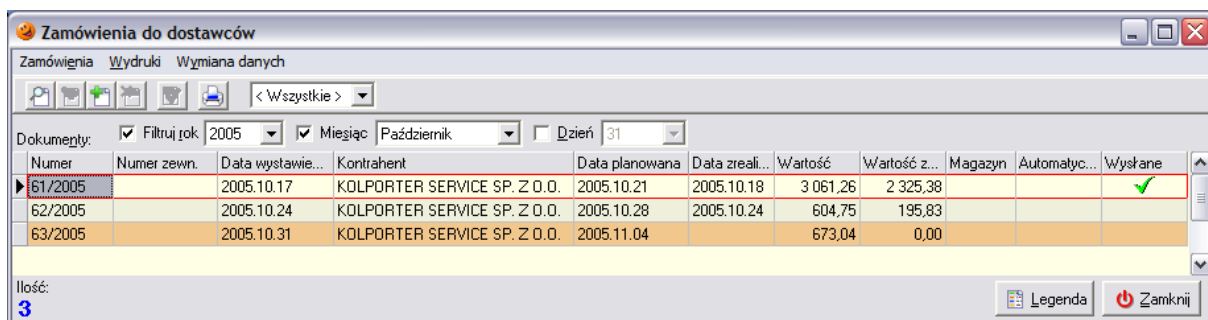 Zamówienia do dostawców
Zamówienia Wydruki Wymiana danych
< Wszystkie >
Dokumenty: Filtruj rok 2005 Miesiąc Październik Dzień 31
Numer Numer zewn. Data wystawie... Kontrahent Data planowana Data zreali... Wartość Wartość z... Magazyn Automatyc... Wysłane
61/2005 2005.10.17 KOLPORTER SERVICE SP. Z O.O. 2005.10.21 2005.10.18 3 061,26 2 325,38
62/2005 2005.10.24 KOLPORTER SERVICE SP. Z O.O. 2005.10.28 2005.10.24 604,75 195,83
63/2005 2005.10.31 KOLPORTER SERVICE SP. Z O.O. 2005.11.04 673,04 0,00
Ilość:
3
Legenda Zamknij